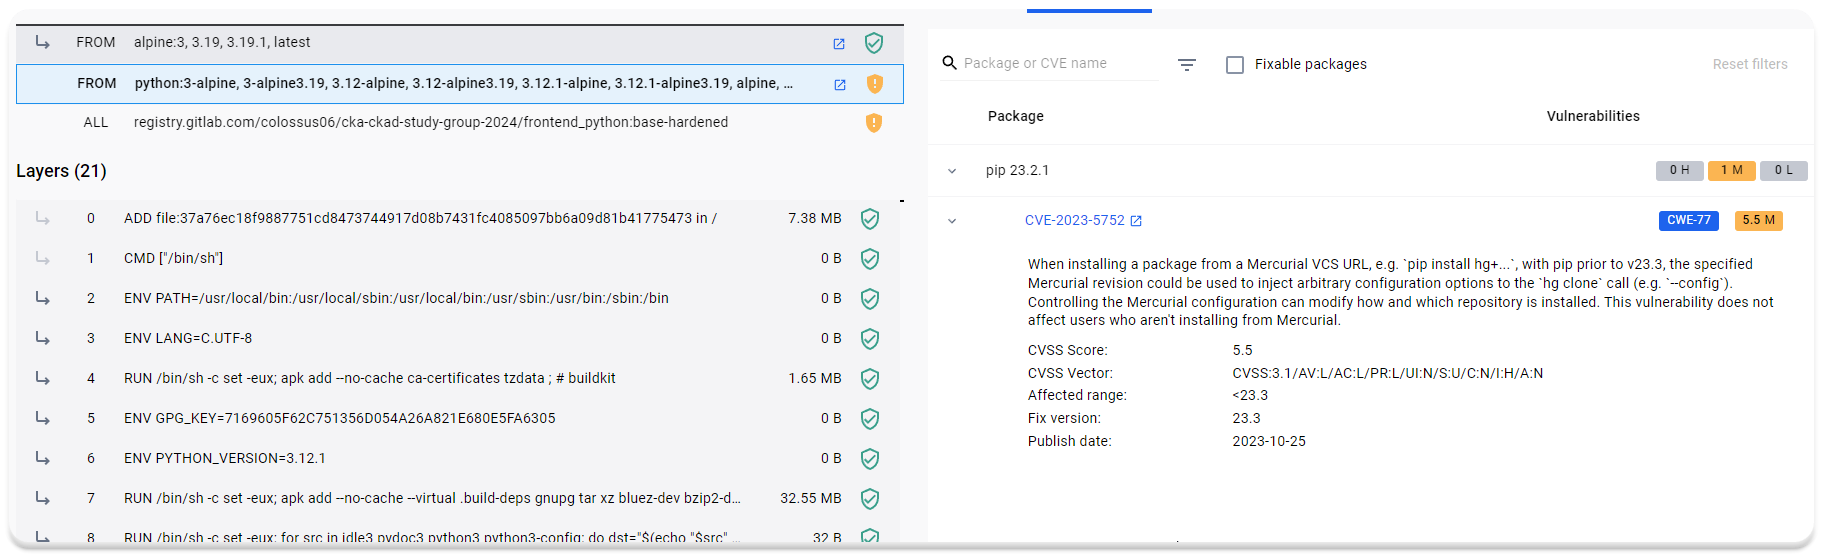 FROM alpine:3, 3.19, 3.19.1, latest
FROM python:3-alpine, 3-alpine3.19, 3.12-alpine, 3.12-alpine3.19, 3.12.1-alpine, 3.12.1-alpine3.19, alpine, …
ALL registry.gitlab.com/colossus06/cka-ckad-study-group-2024/frontend_python:base-hardened
Layers (21)
0 ADD file:37a76ec18f9887751cd8473744917d08b7431fc4085097bb6a09d81b41775473 in / 7.38 MB
1 CMD ["/bin/sh"] 0 B
2 ENV PATH=/usr/local/bin:/usr/local/sbin:/usr/local/bin:/usr/sbin:/usr/bin:/sbin:/bin 0 B
3 ENV LANG=C.UTF-8 0 B
4 RUN /bin/sh -c set -eux; apk add --no-cache ca-certificates tzdata ; # buildkit 1.65 MB
5 ENV GPG_KEY=7169605F62C751356D054A26A821E680E5FA6305 0 B
6 ENV PYTHON_VERSION=3.12.1 0 B
7 RUN /bin/sh -c set -eux; apk add --no-cache --virtual .build-deps gnupg tar xz bluez-dev bzip2-d… 32.55 MB
8 RUN /bin/sh -c set -eux; for src in idle3 pydoc3 python3 python3-config; do dst="$(echo "$src" … 32 B
Package or CVE name
Fixable packages
Reset filters
Package Vulnerabilities
pip 23.2.1 0 H 1 M 0 L
CVE-2023-5752 CWE-77 5.5 M
When installing a package from a Mercurial VCS URL, e.g. `pip install hg+...`, with pip prior to v23.3, the specified
Mercurial revision could be used to inject arbitrary configuration options to the `hg clone` call (e.g. `--config`).
Controlling the Mercurial configuration can modify how and which repository is installed. This vulnerability does not
affect users who aren't installing from Mercurial.
CVSS Score: 5.5
CVSS Vector: CVSS:3.1/AV:L/AC:L/PR:L/UI:N/S:U/C:N/I:H/A:N
Affected range: <23.3
Fix version: 23.3
Publish date: 2023-10-25